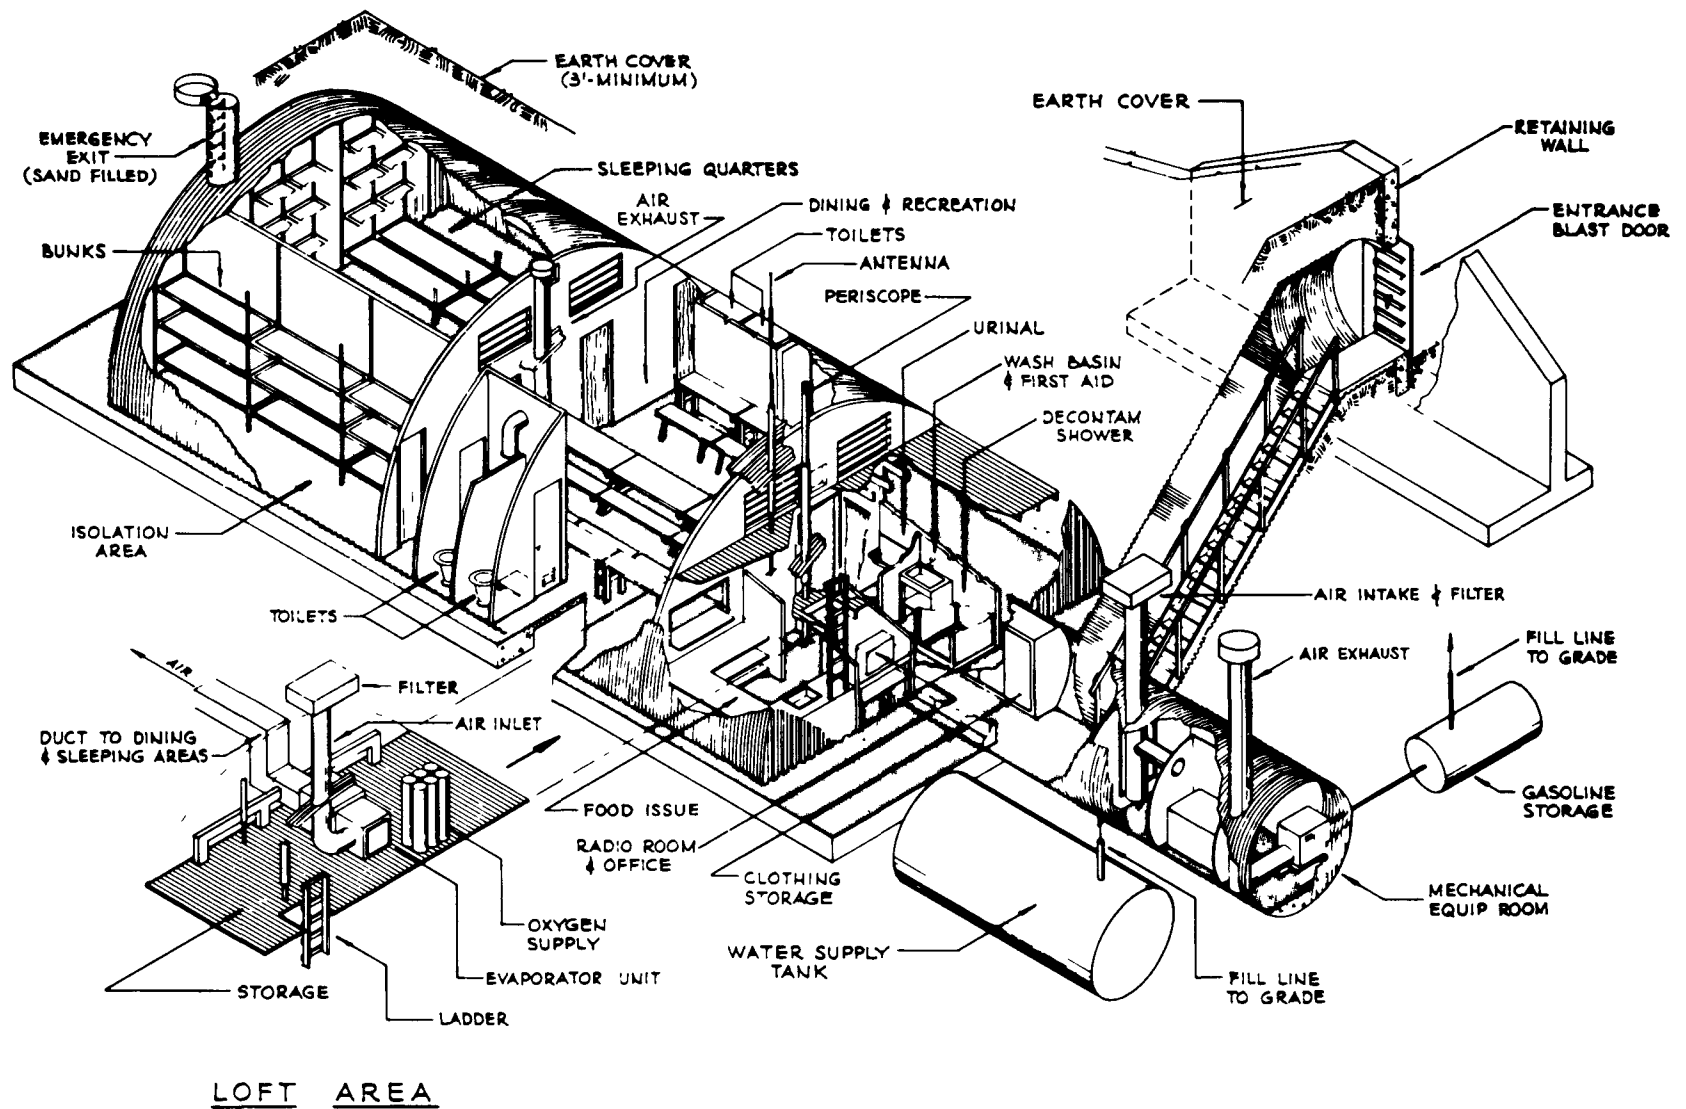 EARTH COVER
(3'-MINIMUM)
EMERGENCY
EXIT
(SAND FILLED)
BUNKS
SLEEPING QUARTERS
AIR
EXHAUST
DINING & RECREATION
TOILETS
ANTENNA
PERISCOPE
URINAL
WASH BASIN
& FIRST AID
DECONTAM
SHOWER
EARTH COVER
RETAINING
WALL
ENTRANCE
BLAST DOOR
ISOLATION
AREA
TOILETS
AIR INTAKE & FILTER
AIR EXHAUST
FILL LINE
TO GRADE
GASOLINE
STORAGE
MECHANICAL
EQUIP ROOM
AIR
FILTER
AIR INLET
DUCT TO DINING
& SLEEPING AREAS
FOOD ISSUE
RADIO ROOM
& OFFICE
CLOTHING
STORAGE
WATER SUPPLY
TANK
FILL LINE
TO GRADE
OXYGEN
SUPPLY
EVAPORATOR UNIT
STORAGE
LADDER
LOFT AREA